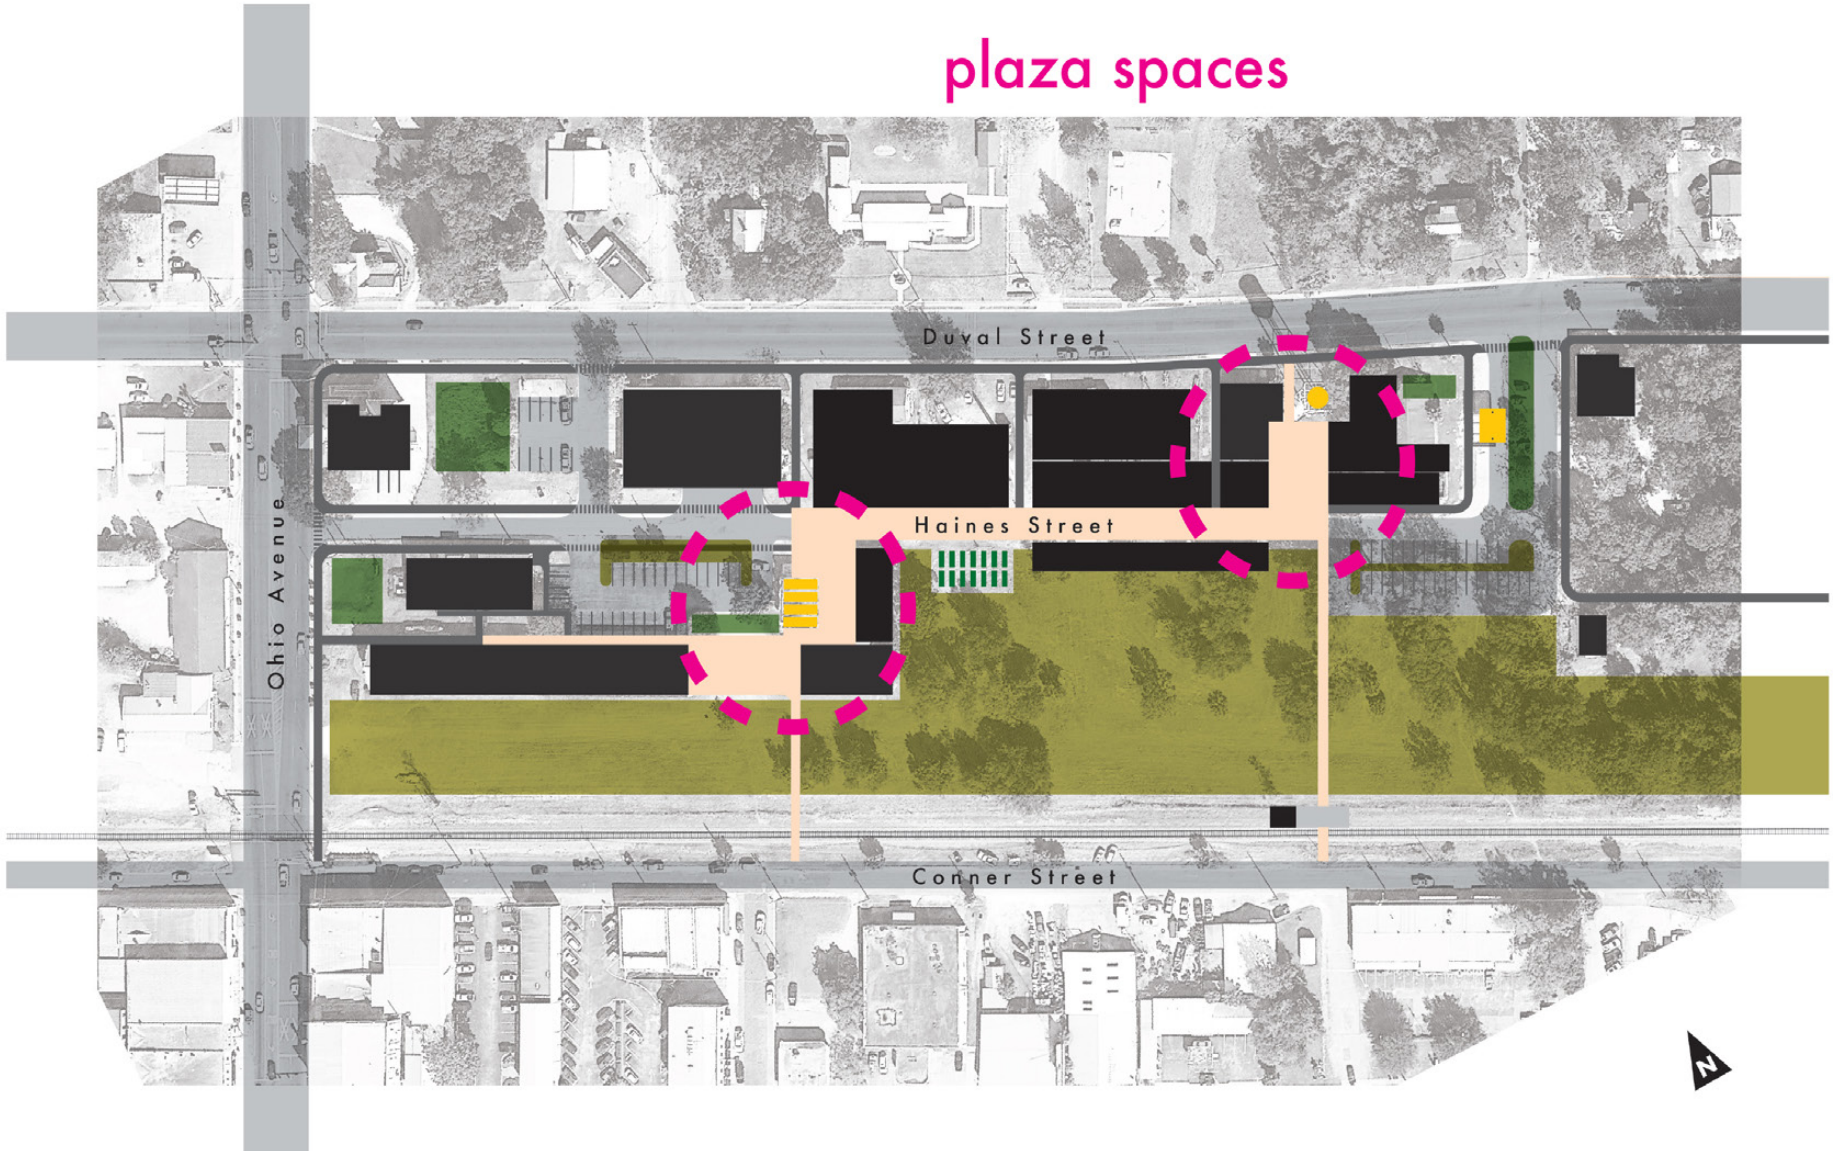 plaza spaces
Duval Street
Haines Street
Ohio Avenue
Conner Street
N